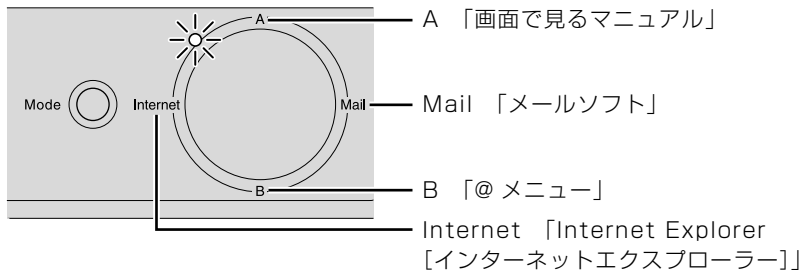 A
Mode
Internet
Mail
B
A 「画面で見るマニュアル」
Mail 「メールソフト」
B 「@ メニュー」
Internet 「Internet Explorer
[インターネットエクスプローラー]」